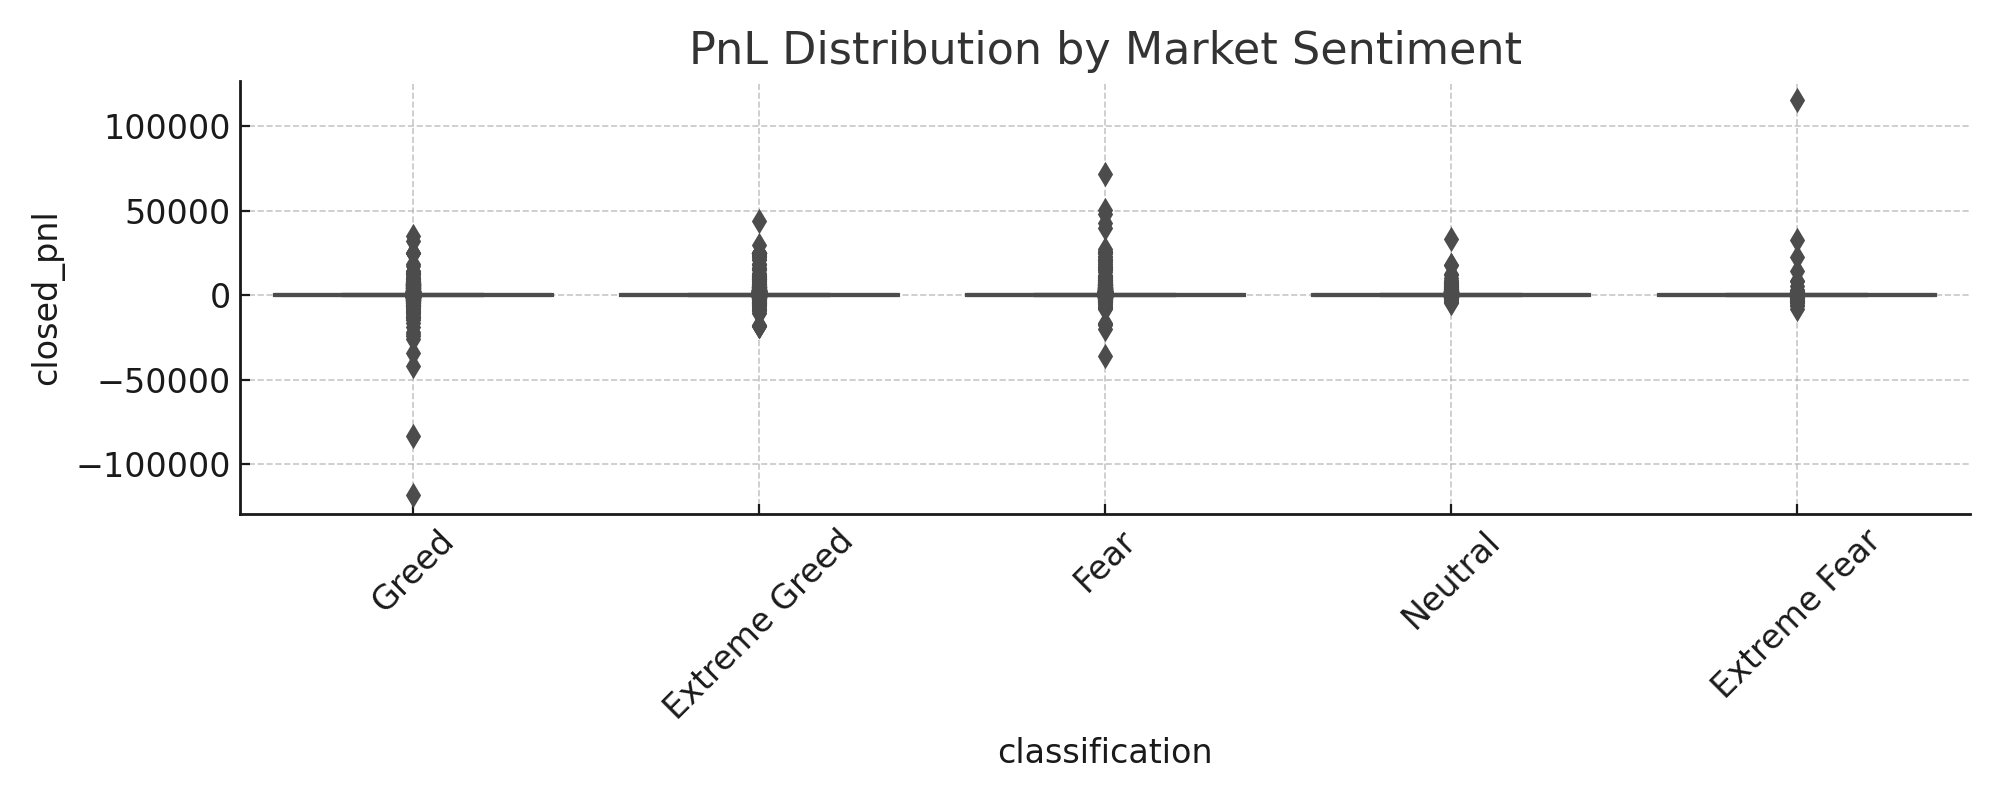 PnL Distribution by Market Sentiment
closed_pnl
100000
50000
0
−50000
−100000
Greed
Extreme Greed
Fear
Neutral
Extreme Fear
classification